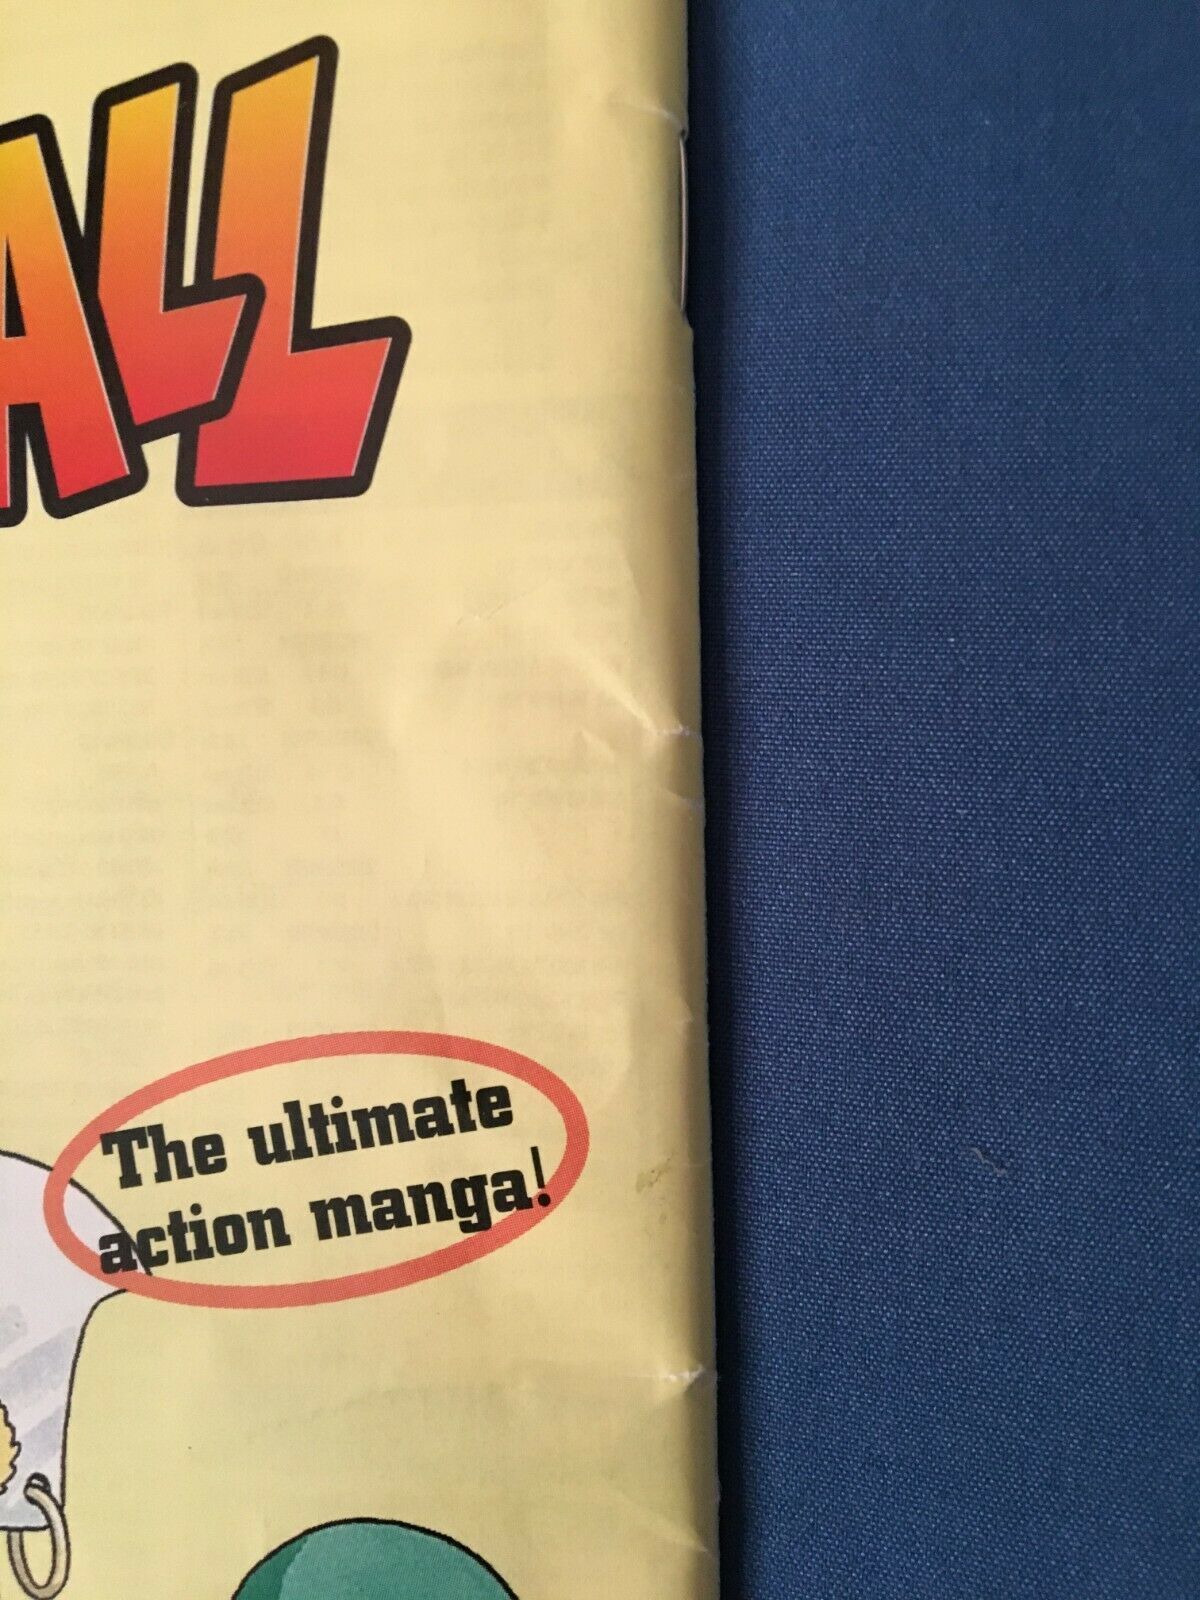 ALL
The ultimate
action manga!